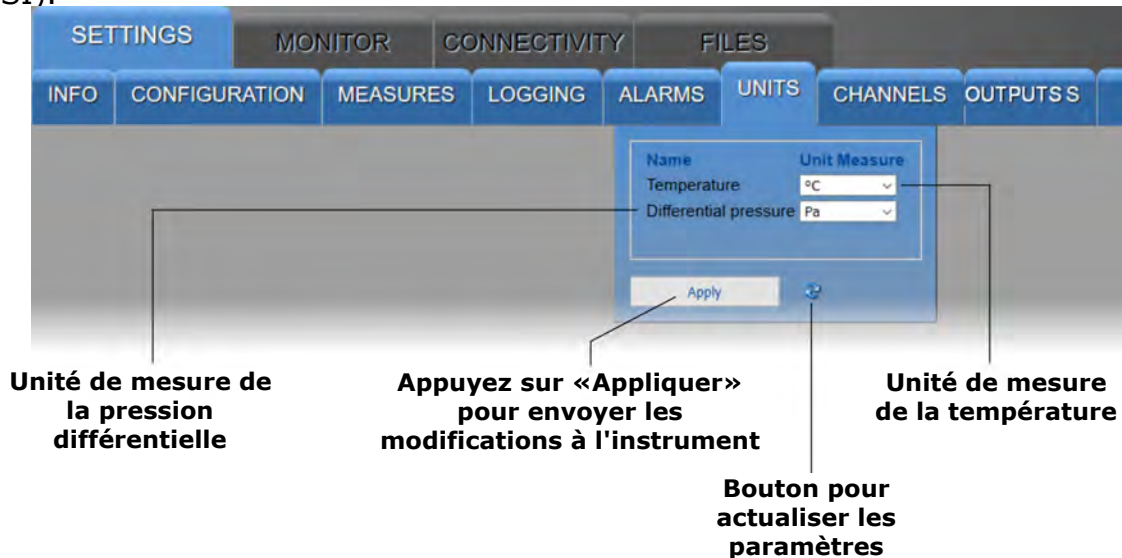 SETTINGS MONITOR CONNECTIVITY FILES
INFO CONFIGURATION MEASURES LOGGING ALARMS UNITS CHANNELS OUTPUTS S
Name Unit Measure
Temperature ºC
Differential pressure Pa
Apply
Unité de mesure de
la pression
différentielle
Appuyez sur «Appliquer»
pour envoyer les
modifications à l'instrument
Unité de mesure
de la température
Bouton pour
actualiser les
paramètres